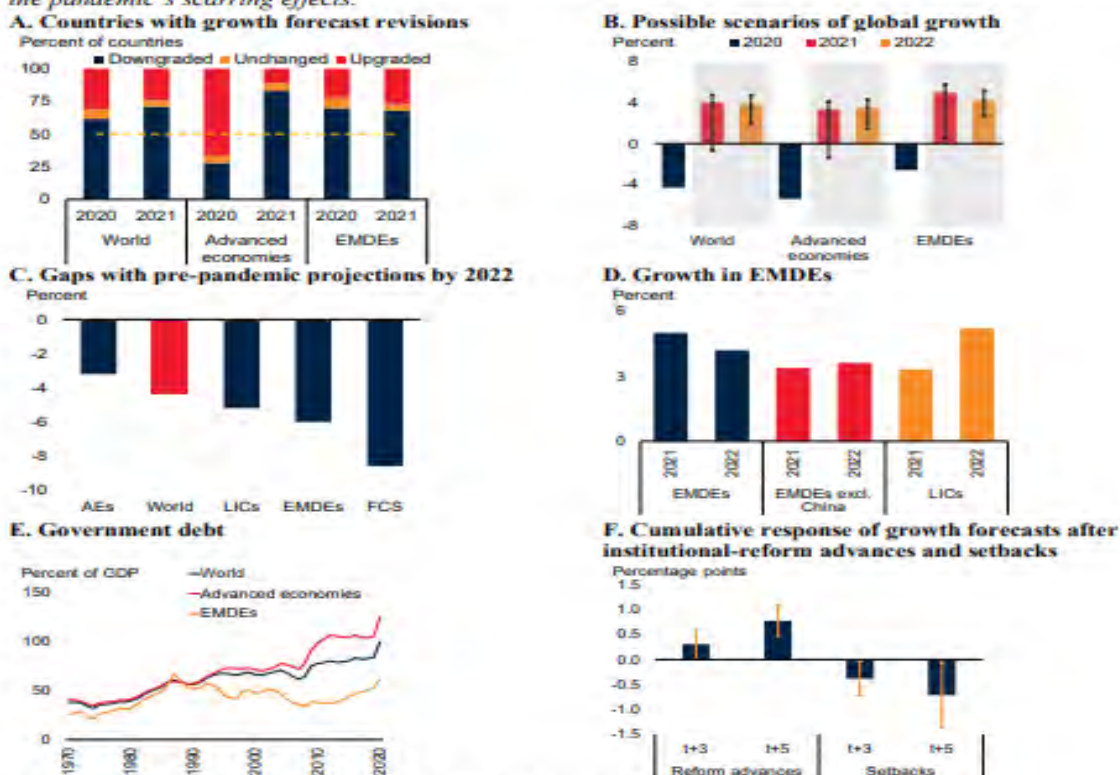 the pandemic's scarring effects.
A. Countries with growth forecast revisions
Percent of countries
Downgraded Unchanged Upgraded
100
75
50
25
0
2020 2021 2020 2021 2020 2021
World Advanced economies EMDEs
B. Possible scenarios of global growth
Percent 2020 2021 2022
8
4
0
-4
-8
World Advanced economies EMDEs
C. Gaps with pre-pandemic projections by 2022
Percent
0
-2
-4
-6
-8
-10
AEs World LICs EMDEs FCS
D. Growth in EMDEs
Percent
6
3
0
2021 2022 2021 2022 2021 2022
EMDEs EMDEs excl. China LICs
E. Government debt
Percent of GDP
World
Advanced economies
EMDEs
150
100
50
0
1970 1980 1990 2000 2010 2020
F. Cumulative response of growth forecasts after
institutional-reform advances and setbacks
Percentage points
1.5
1.0
0.5
0.0
-0.5
-1.0
-1.5
t+3 t+5 t+3 t+5
Reform advances Setbacks